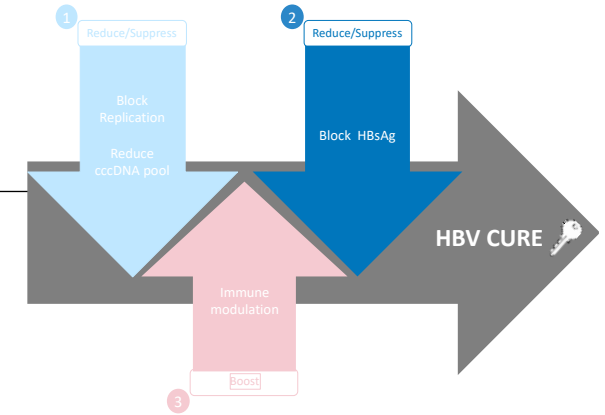 1
Reduce/Suppress
Block
Replication
Reduce
cccDNA pool
2
Reduce/Suppress
Block HBsAg
HBV CURE
Immune
modulation
Boost
3